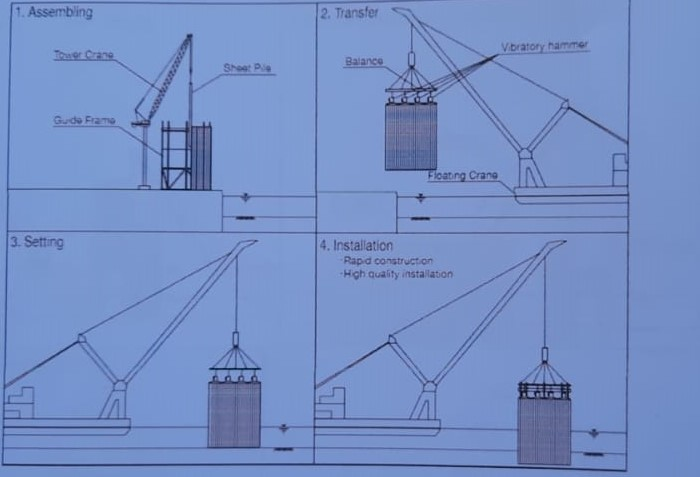 1. Assembling
Tower Crane
Sheet Pile
Guide Frame
2. Transfer
Vibratory hammer
Balance
Floating Crane
3. Setting
4. Installation
·Rapid construction
·High quality installation